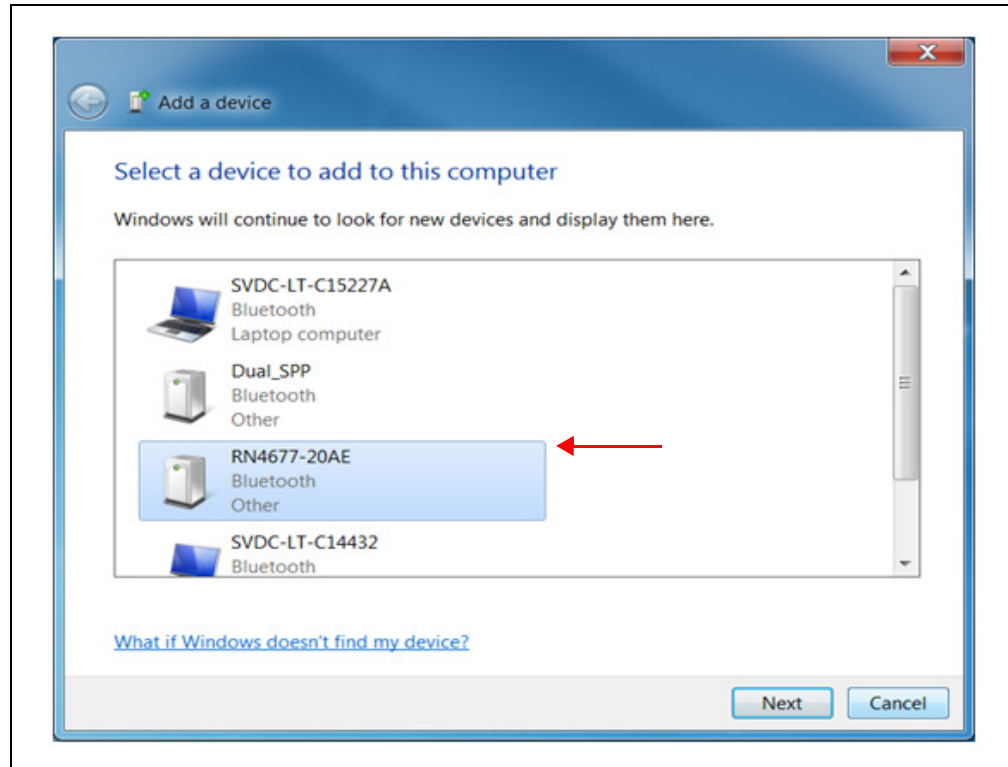 Add a device
Select a device to add to this computer
Windows will continue to look for new devices and display them here.
SVDC-LT-C15227A
Bluetooth
Laptop computer
Dual_SPP
Bluetooth
Other
RN4677-20AE
Bluetooth
Other
SVDC-LT-C14432
Bluetooth
What if Windows doesn't find my device?
Next Cancel